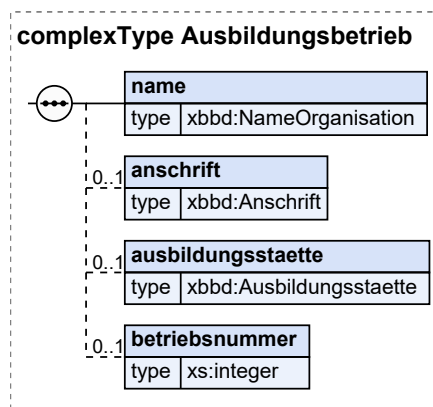 complexType Ausbildungsbetrieb
name
type xbbd:NameOrganisation
0..1 anschrift
type xbbd:Anschrift
0..1 ausbildungsstaette
type xbbd:Ausbildungsstaette
0..1 betriebsnummer
type xs:integer